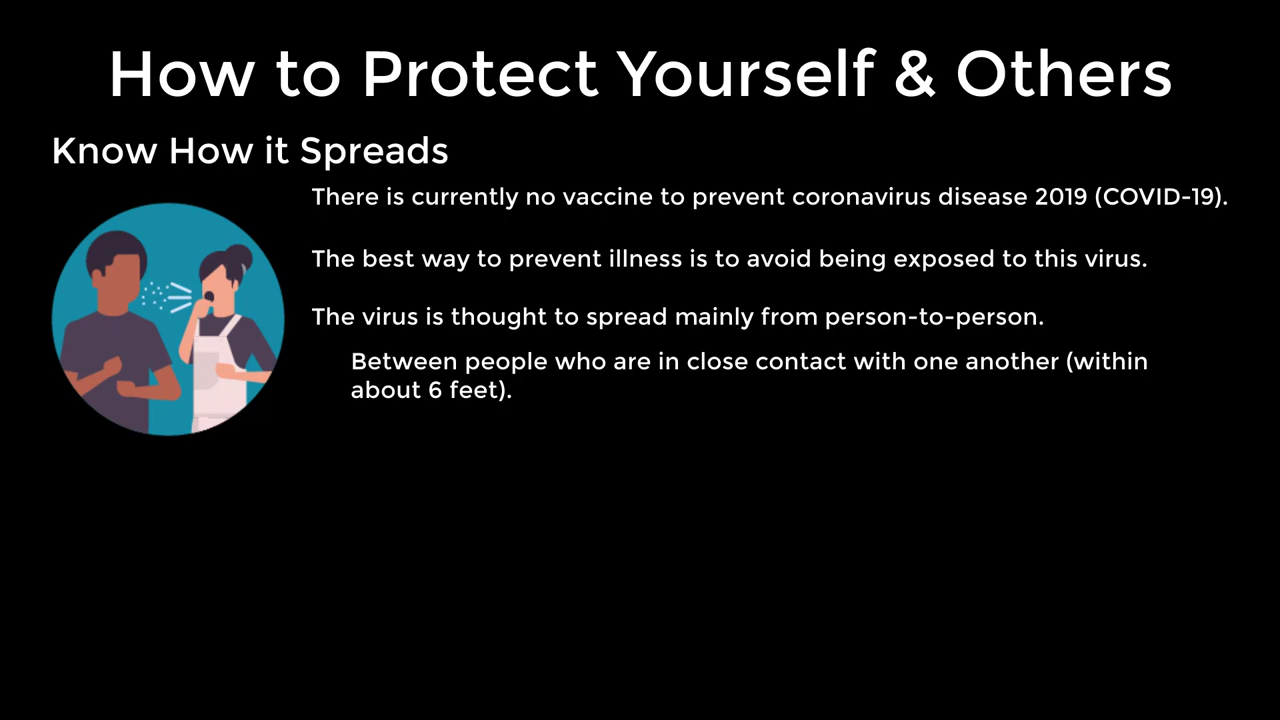 How to Protect Yourself & Others
Know How it Spreads
There is currently no vaccine to prevent coronavirus disease 2019 (COVID-19).
The best way to prevent illness is to avoid being exposed to this virus.
The virus is thought to spread mainly from person-to-person.
Between people who are in close contact with one another (within
about 6 feet).